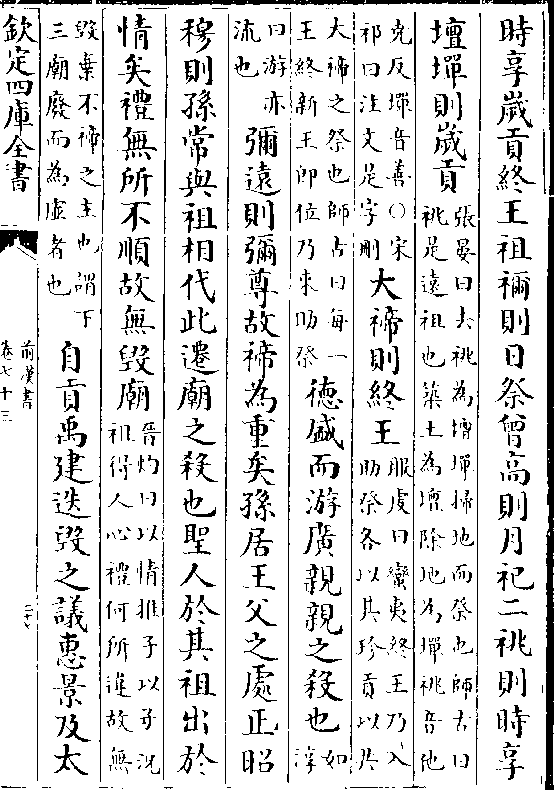 時享歲貢終王祖禰則日祭曾高則月祀二祧則時享
壇墠則歲貢張晏曰去祧為壇墠掃地而祭也師古曰祧是遠祖也築土為壇除地為墠祧音他
堯反墠音善○宋祁曰注文是字刪大禘則終王服虔曰蠻夷終王乃入助祭各以其珍貢以共
大禘之祭也師古曰每一王終新王即位乃來助祭德盛而游廣親親之殺也如淳
曰游亦流也彌遠則彌尊故禘為重矣孫居王父之處正昭
穆則孫常與祖相代此遷廟之殺也聖人於其祖出於
情矣禮無所不順故無毀廟晉灼曰以情推子以子況祖得人心禮何所違故無
毀棄不禘之主也謂下三廟廢而為虛者也自貢禹建迭毀之議惠景及太
欽定四庫全書
前漢書
卷七十三
二十七